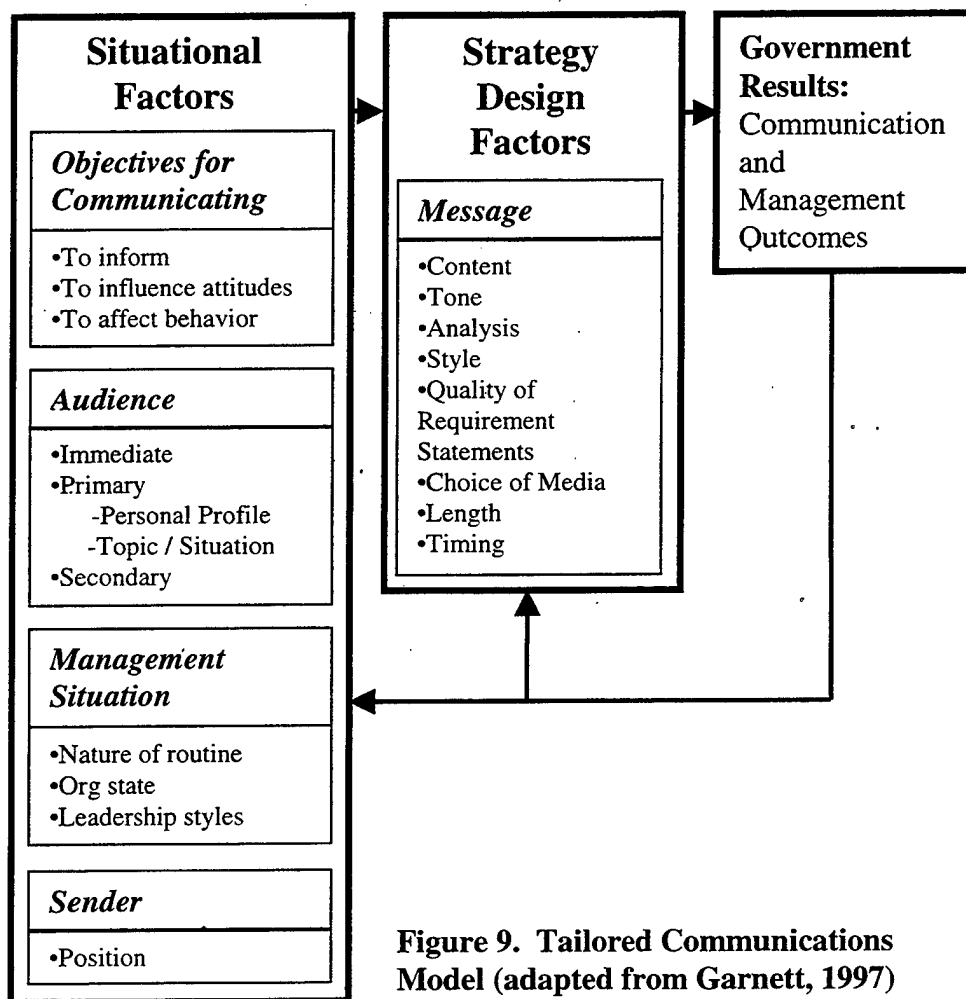 Situational
Factors
Objectives for
Communicating
•To inform
•To influence attitudes
•To affect behavior
Audience
•Immediate
•Primary
-Personal Profile
-Topic / Situation
•Secondary
Management
Situation
•Nature of routine
•Org state
•Leadership styles
Sender
•Position
Strategy
Design
Factors
Message
•Content
•Tone
•Analysis
•Style
•Quality of
Requirement
Statements
•Choice of Media
•Length
•Timing
Government
Results:
Communication
and
Management
Outcomes
Figure 9. Tailored Communications
Model (adapted from Garnett, 1997)